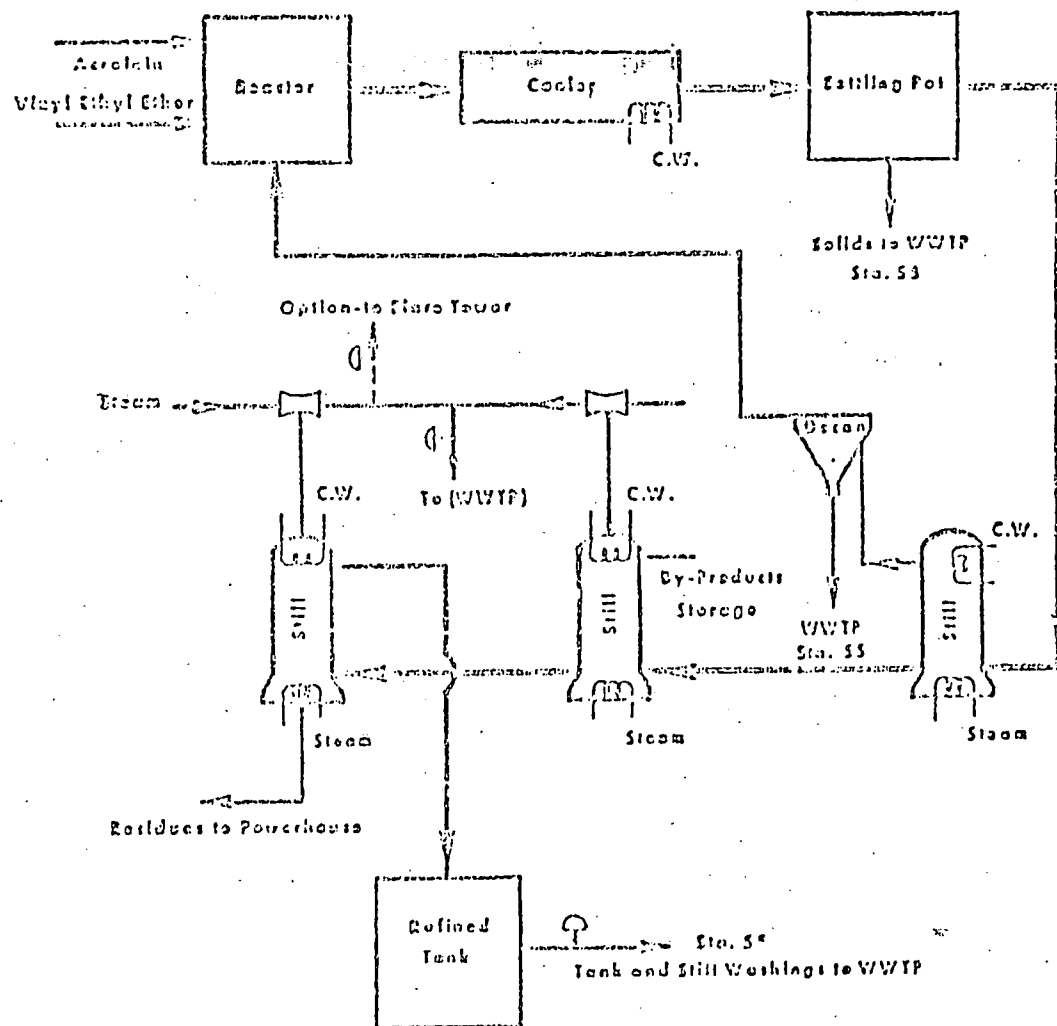 Acrolein
Vinyl Ethyl Ether
Reactor
Cooler
C.W.
Settling Pot
Solids to WWTP
Sta. 53
Option-to Flare Tower
Steam
To (WWTP)
Decan
C.W.
C.W.
C.W.
By-Products
Storage
WWTP
Sta. 55
Still
Still
Still
Steam
Steam
Steam
Residues to Powerhouse
Refined
Tank
Sta.
Tank and Still Washings to WWTP